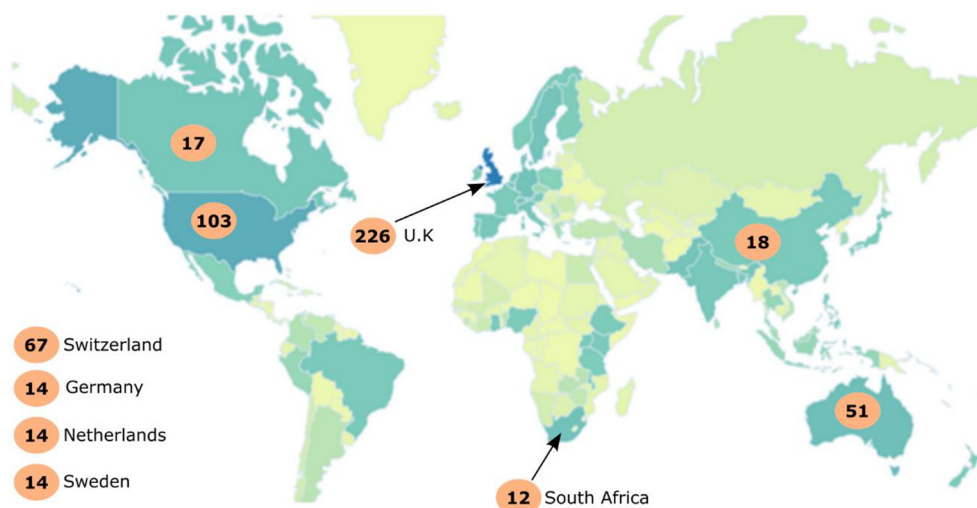 17
103
226 U.K
18
67 Switzerland
14 Germany
51
14 Netherlands
14 Sweden
12 South Africa